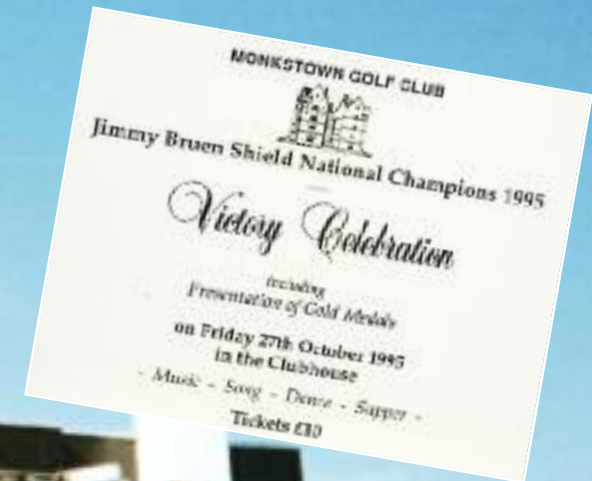 MONKSTOWN GOLF CLUB
Jimmy Bruen Shield National Champions 1995
Victory Celebration
including
Presentation of Gold Medals
on Friday 27th October 1995
in the Clubhouse
- Music - Song - Dance - Supper -
Tickets £10